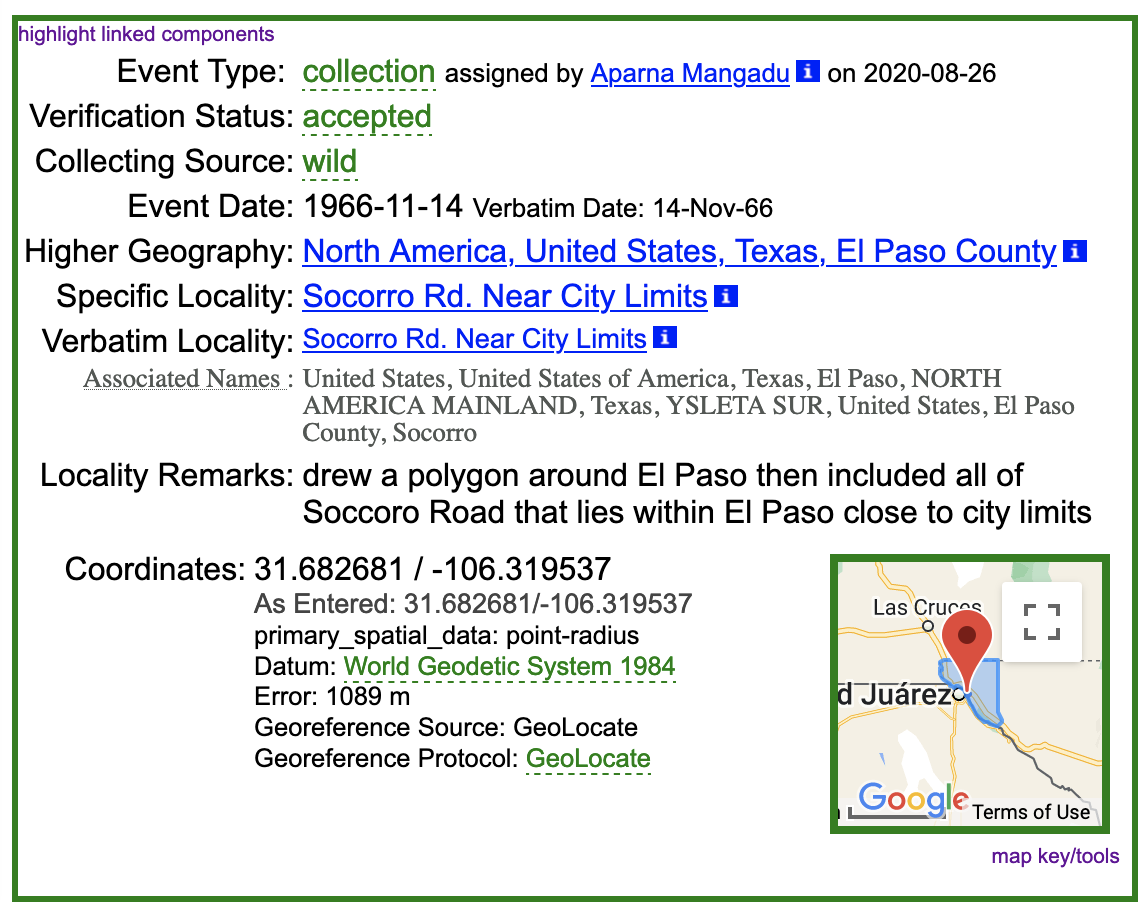 highlight linked components
Event Type: collection assigned by Aparna Mangadu i on 2020-08-26
Verification Status: accepted
Collecting Source: wild
Event Date: 1966-11-14 Verbatim Date: 14-Nov-66
Higher Geography: North America, United States, Texas, El Paso County i
Specific Locality: Socorro Rd. Near City Limits i
Verbatim Locality: Socorro Rd. Near City Limits i
Associated Names : United States, United States of America, Texas, El Paso, NORTH
AMERICA MAINLAND, Texas, YSLETA SUR, United States, El Paso
County, Socorro
Locality Remarks: drew a polygon around El Paso then included all of
Soccoro Road that lies within El Paso close to city limits
Coordinates: 31.682681 / -106.319537
As Entered: 31.682681/-106.319537
primary_spatial_data: point-radius
Datum: World Geodetic System 1984
Error: 1089 m
Georeference Source: GeoLocate
Georeference Protocol: GeoLocate
Las Cruces
d Juárez
Google
Terms of Use
map key/tools